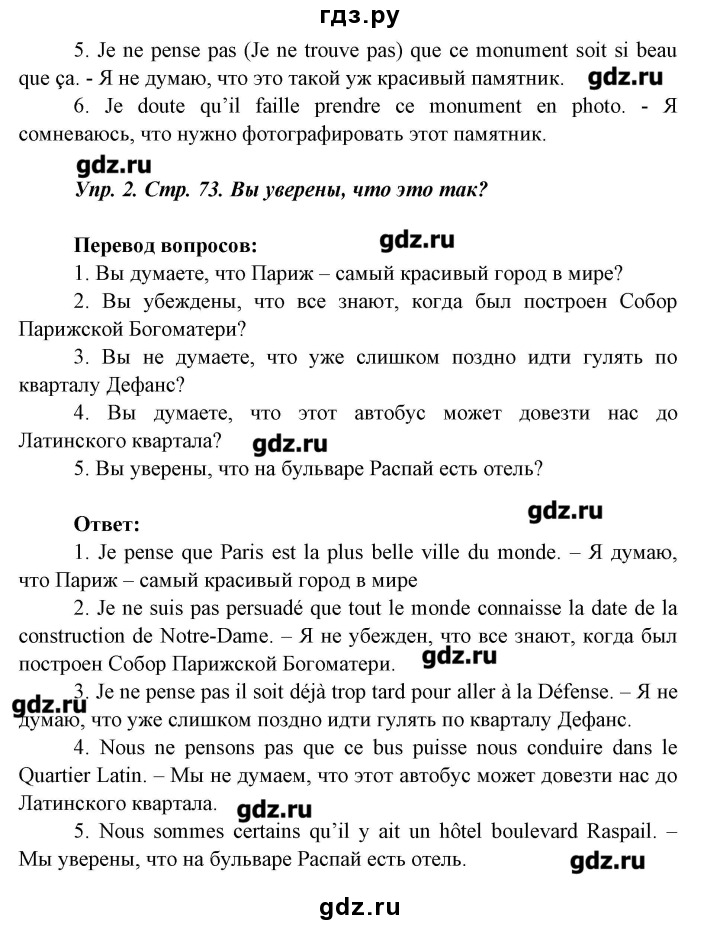 гдз.ру
5. Je ne pense pas (Je ne trouve pas) que ce monument soit si beau
que ça. - Я не думаю, что это такой уж красивый памятник. gdz.ru
6. Je doute qu’il faille prendre ce monument en photo. - Я
сомневаюсь, что нужно фотографировать этот памятник.
gdz.ru
Упр. 2. Стр. 73. Вы уверены, что это так?
Перевод вопросов: gdz.ru
1. Вы думаете, что Париж – самый красивый город в мире?
2. Вы убеждены, что все знают, когда был построен Собор
Парижской Богоматери?
3. Вы не думаете, что уже слишком поздно идти гулять по
кварталу Дефанс?
4. Вы думаете, что этот автобус может довезти нас до
Латинского квартала? gdz.ru
5. Вы уверены, что на бульваре Распай есть отель?
gdz.ru
Ответ:
1. Je pense que Paris est la plus belle ville du monde. – Я думаю,
что Париж – самый красивый город в мире
2. Je ne suis pas persuadé que tout le monde connaisse la date de la
construction de Notre-Dame. – Я не убежден, что все знают, когда был
построен Собор Парижской Богоматери. gdz.ru
3. Je ne pense pas il soit déjà trop tard pour aller à la Défense. – Я не
gdz.ru
думаю, что уже слишком поздно идти гулять по кварталу Дефанс.
4. Nous ne pensons pas que ce bus puisse nous conduire dans le
Quartier Latin. – Мы не думаем, что этот автобус может довезти нас до
Латинского квартала. gdz.ru
5. Nous sommes certains qu’il y ait un hôtel boulevard Raspail. –
Мы уверены, что на бульваре Распай есть отель. gdz.ru
gdz.ru